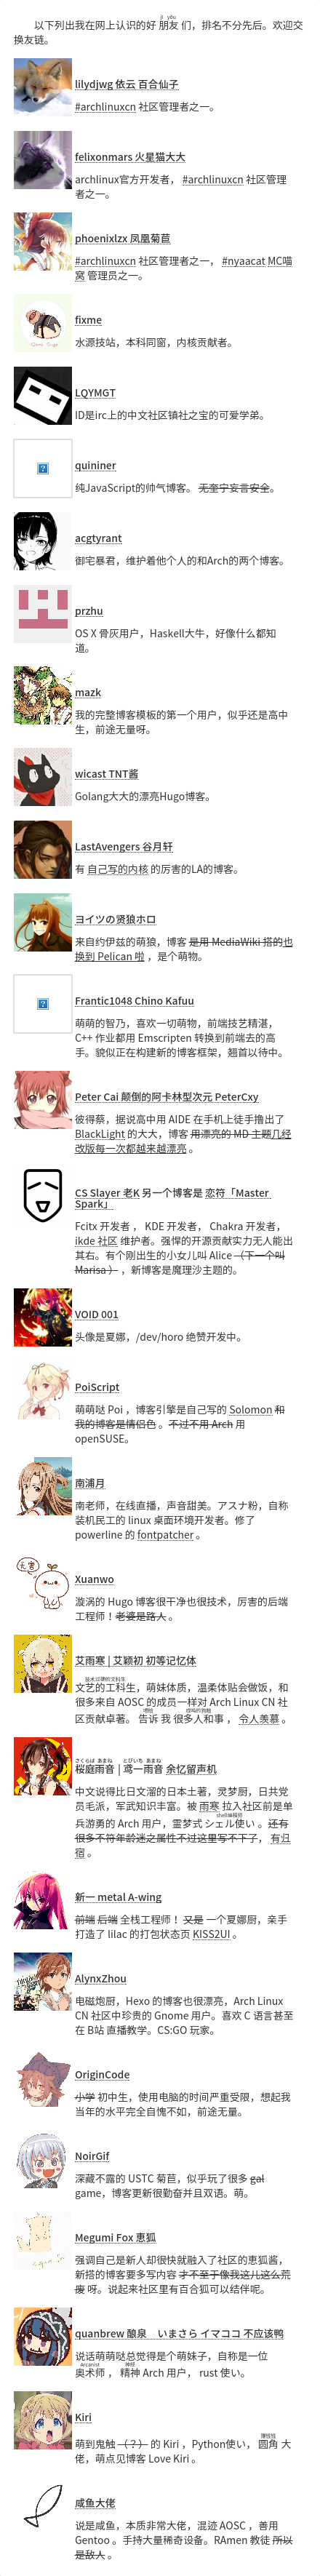 以下列出我在网上认识的好 朋友 们，排名不分先后。欢迎交
换友链。
lilydjwg 依云 百合仙子
#archlinuxcn 社区管理者之一。
felixonmars 火星猫大大
archlinux官方开发者， #archlinuxcn 社区管理
者之一。
phoenixlzx 凤凰菊苣
#archlinuxcn 社区管理者之一， #nyaacat MC喵
窝 管理员之一。
fixme
水源技站，本科同窗，内核贡献者。
LQYMGT
ID是irc上的中文社区镇社之宝的可爱学弟。
quininer
纯JavaScript的帅气博客。 无奎宁妄言安全。
acgtyrant
御宅暴君，维护着他个人的和Arch的两个博客。
przhu
OS X 骨灰用户，Haskell大牛，好像什么都知
道。
mazk
我的完整博客模板的第一个用户，似乎还是高中
生，前途无量呀。
wicast TNT酱
Golang大大的漂亮Hugo博客。
LastAvengers 谷月轩
有 自己写的内核 的厉害的LA的博客。
ヨイツの贤狼ホロ
来自约伊兹的萌狼，博客 是用 MediaWiki 搭的也
换到 Pelican 啦 ，是个萌物。
Frantic1048 Chino Kafuu
萌萌的智乃，喜欢一切萌物，前端技艺精湛，
C++ 作业都用 Emscripten 转换到前端去的高
手。貌似正在构建新的博客框架，翘首以待中。
Peter Cai 颠倒的阿卡林型次元 PeterCxy
彼得蔡，据说高中用 AIDE 在手机上徒手撸出了
BlackLight 的大大，博客 用漂亮的 MD 主题几经
改版每一次都越来越漂亮 。
CS Slayer 老K 另一个博客是 恋符「Master
Spark」
Fcitx 开发者 ， KDE 开发者， Chakra 开发者，
ikde 社区 维护者。强悍的开源贡献实力无人能出
其右。有个刚出生的小女儿叫 Alice （下一个叫
Marisa ） ，新博客是魔理沙主题的。
VOID 001
头像是夏娜，/dev/horo 绝赞开发中。
PoiScript
萌萌哒 Poi ，博客引擎是自己写的 Solomon 和
我的博客是情侣色 。不过不用 Arch 用
openSUSE。
南浦月
南老师，在线直播，声音甜美。アスナ粉，自称
装机民工的 linux 桌面环境开发者。修了
powerline 的 fontpatcher 。
Xuanwo
漩涡的 Hugo 博客很干净也很技术，厉害的后端
工程师！老婆是路人 。
艾雨寒 | 艾颖初 初等记忆体
文艺的工科生，萌妹体质，温柔体贴会做饭，和
很多来自 AOSC 的成员一样对 Arch Linux CN 社
区贡献卓著。 告诉 我 很多人和事 ， 令人羡慕 。
桜庭雨音 | 鸢一雨音 余忆留声机
中文说得比日文溜的日本土著，灵梦厨，日共党
员毛派，军武知识丰富。被 雨寒 拉入社区前是单
兵游勇的 Arch 用户，霊梦式 シェル使い 。还有
很多不符年龄迷之属性不过这里写不下了， 有归
宿 。
新一 metal A-wing
前端 后端 全栈工程师！ 又是 一个夏娜厨，亲手
打造了 lilac 的打包状态页 KISS2UI 。
AlynxZhou
电磁炮厨，Hexo 的博客也很漂亮，Arch Linux
CN 社区中珍贵的 Gnome 用户。喜欢 C 语言甚至
在 B站 直播教学。CS:GO 玩家。
OriginCode
小学 初中生，使用电脑的时间严重受限，想起我
当年的水平完全自愧不如，前途无量。
NoirGif
深藏不露的 USTC 菊苣，似乎玩了很多 gal
game，博客更新很勤奋并且双语。萌。
Megumi Fox 恵狐
强调自己是新人却很快就融入了社区的恵狐酱，
新搭的博客要多写内容 才不至于像我这儿这么荒
废 呀。说起来社区里有百合狐可以结伴呢。
quanbrew 酿泉　いまさら イマココ 不应该鸭
说话萌萌哒总觉得是个萌妹子，自称是一位
奥术师 ， 精神 Arch 用户， rust 使い。
Kiri
萌到鬼触 （？） 的 Kiri ，Python使い， 圆角 大
佬，萌点见博客 Love Kiri 。
咸鱼大佬
说是咸鱼，本质非常大佬，混迹 AOSC ，善用
Gentoo 。手持大量稀奇设备。RAmen 教徒 所以
是敌人 。